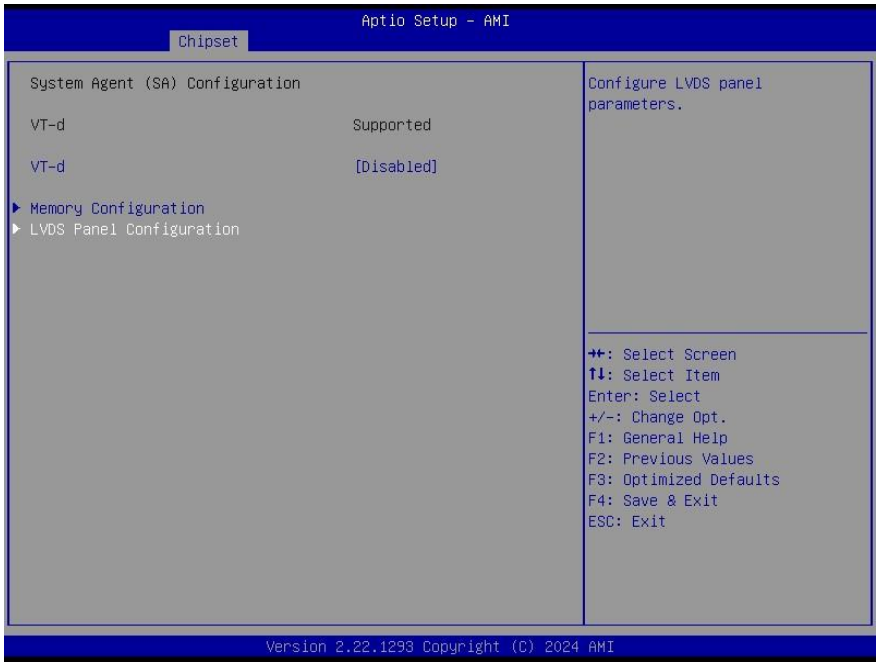 Aptio Setup - AMI
Chipset
System Agent (SA) Configuration
VT-d Supported
VT-d [Disabled]
Memory Configuration
LVDS Panel Configuration
Configure LVDS panel
parameters.
→←: Select Screen
↑↓: Select Item
Enter: Select
+/-: Change Opt.
F1: General Help
F2: Previous Values
F3: Optimized Defaults
F4: Save & Exit
ESC: Exit
Version 2.22.1293 Copyright (C) 2024 AMI